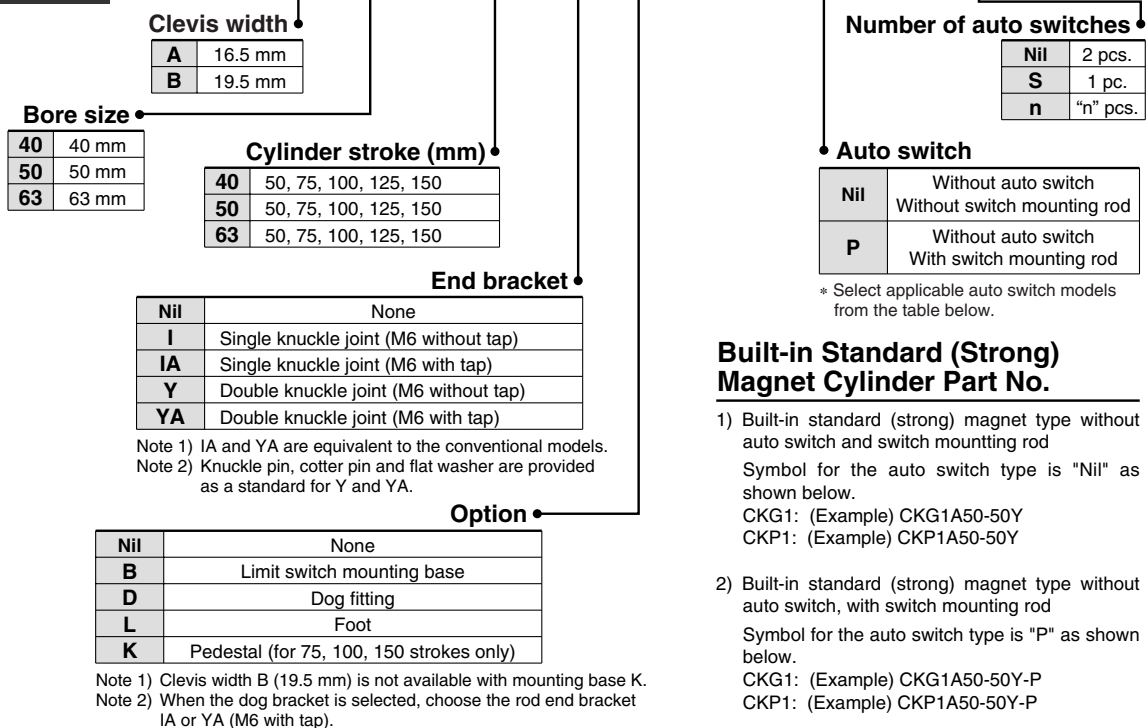 Clevis width
A 16.5 mm
B 19.5 mm
Bore size
40 40 mm
50 50 mm
63 63 mm
Cylinder stroke (mm)
40 50, 75, 100, 125, 150
50 50, 75, 100, 125, 150
63 50, 75, 100, 125, 150
End bracket
Nil None
I Single knuckle joint (M6 without tap)
IA Single knuckle joint (M6 with tap)
Y Double knuckle joint (M6 without tap)
YA Double knuckle joint (M6 with tap)
Note 1) IA and YA are equivalent to the conventional models.
Note 2) Knuckle pin, cotter pin and flat washer are provided
as a standard for Y and YA.
Option
Nil None
B Limit switch mounting base
D Dog fitting
L Foot
K Pedestal (for 75, 100, 150 strokes only)
Note 1) Clevis width B (19.5 mm) is not available with mounting base K.
Note 2) When the dog bracket is selected, choose the rod end bracket
IA or YA (M6 with tap).
Number of auto switches
Nil 2 pcs.
S 1 pc.
n “n” pcs.
Auto switch
Nil Without auto switch
Without switch mounting rod
P Without auto switch
With switch mounting rod
∗ Select applicable auto switch models
from the table below.
Built-in Standard (Strong)
Magnet Cylinder Part No.
1) Built-in standard (strong) magnet type without
auto switch and switch mountting rod
Symbol for the auto switch type is "Nil" as
shown below.
CKG1: (Example) CKG1A50-50Y
CKP1: (Example) CKP1A50-50Y
2) Built-in standard (strong) magnet type without
auto switch, with switch mounting rod
Symbol for the auto switch type is "P" as shown
below.
CKG1: (Example) CKG1A50-50Y-P
CKP1: (Example) CKP1A50-50Y-P